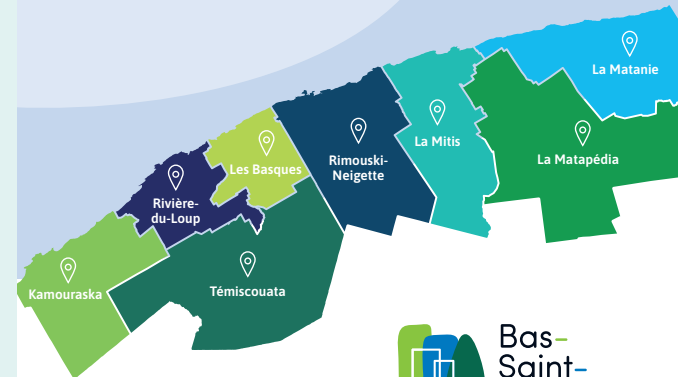 La Matanie
La Mitis
La Matapédia
Rimouski-
Neigette
Les Basques
Rivière-
du-Loup
Témiscouata
Kamouraska
Bas-
Saint-